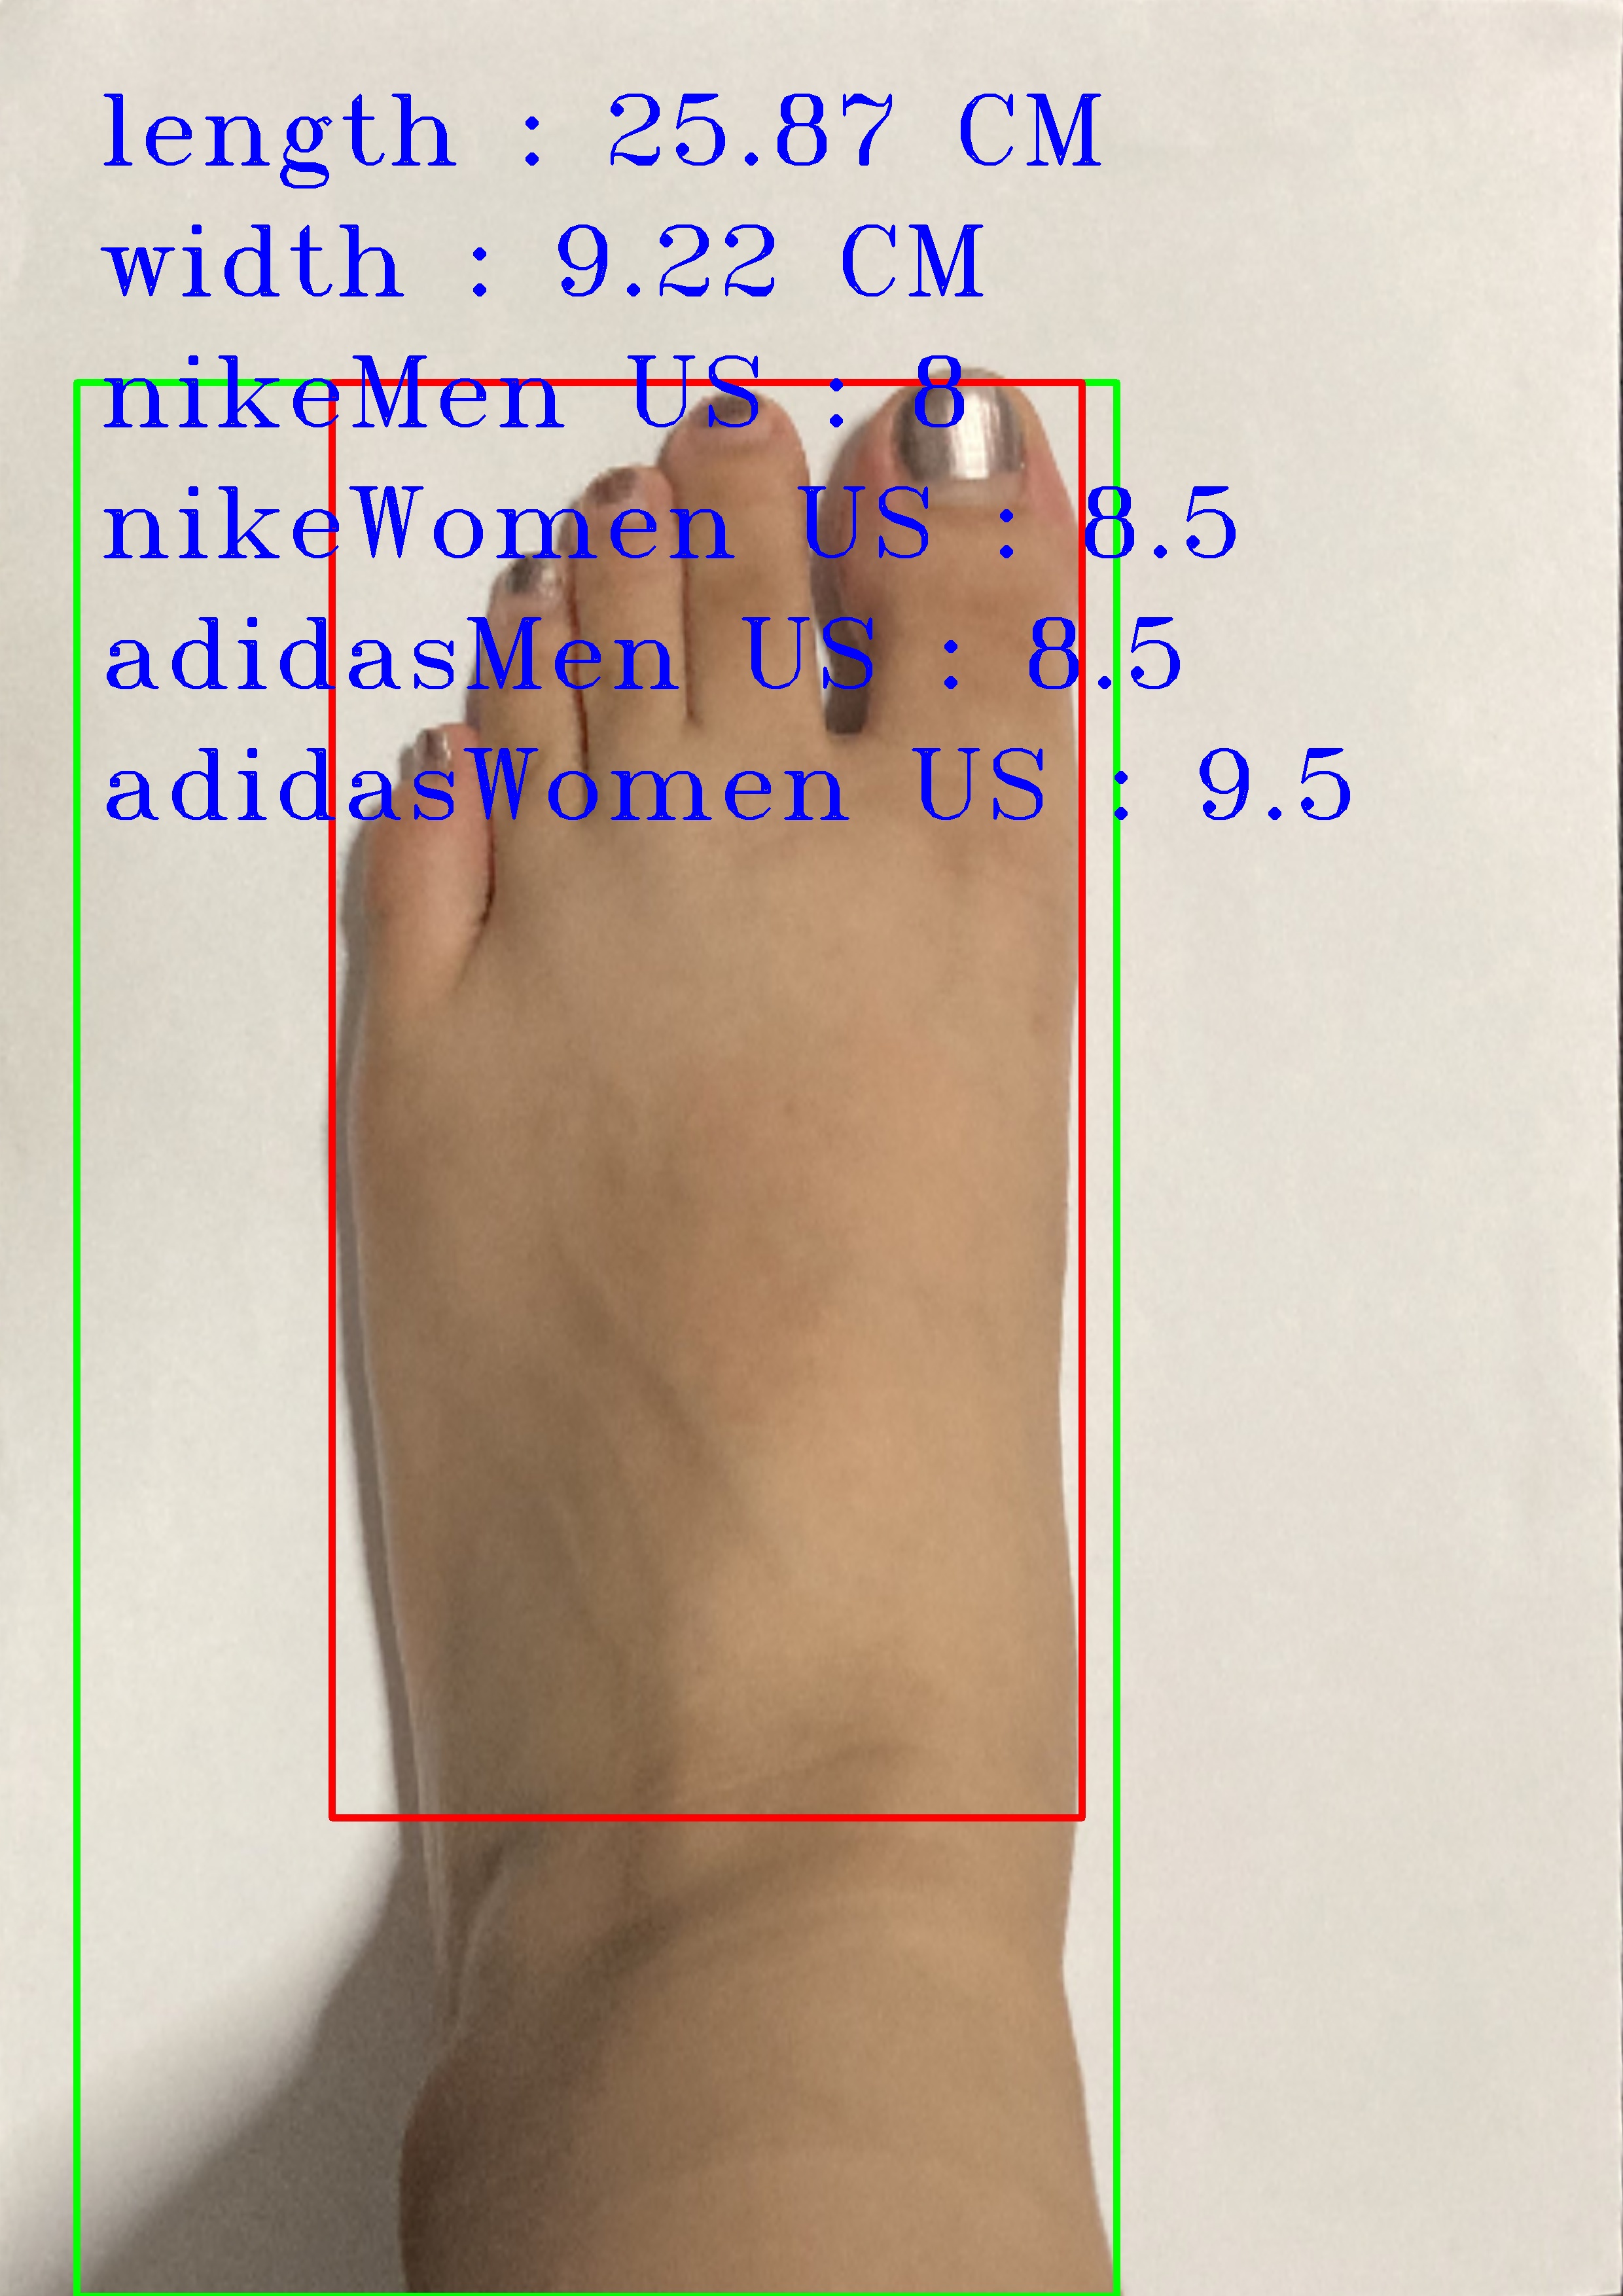 length : 25.87 CM
width : 9.22 CM
nikeMen US : 8
nikeWomen US : 8.5
adidasMen US : 8.5
adidasWomen US : 9.5